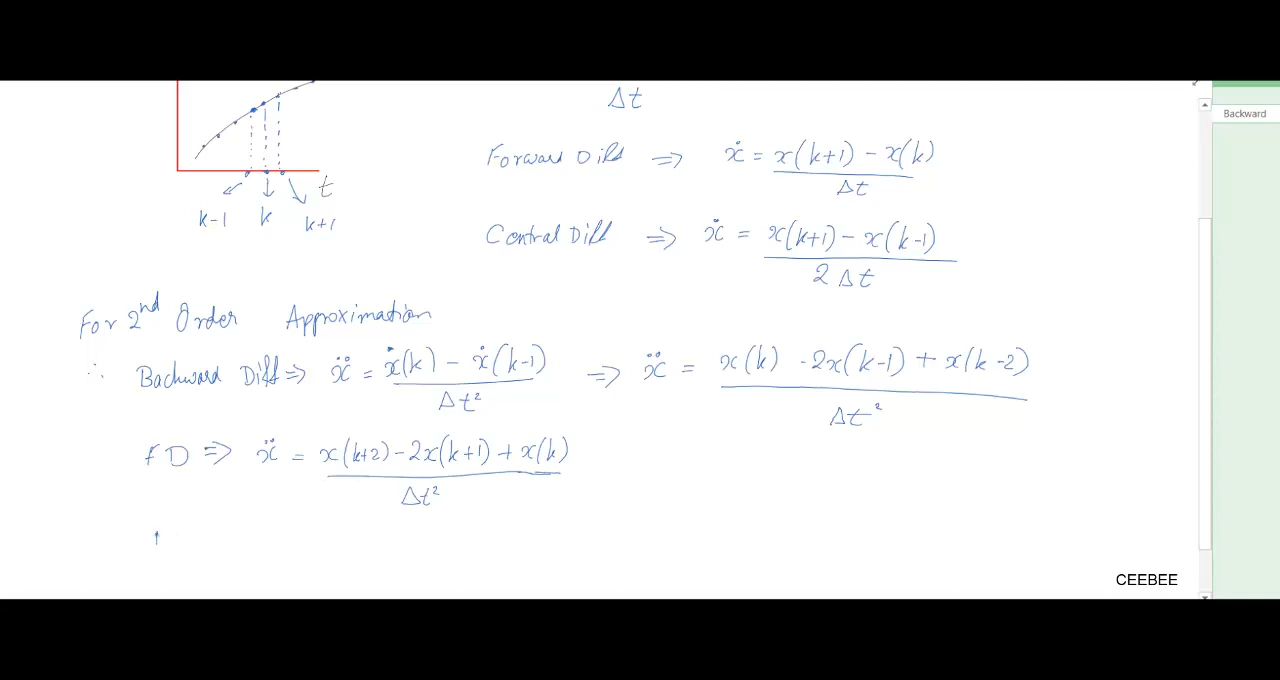 Δt
Backward
Forward Diff ⇒ ẋ = x(k+1) - x(k)
Δt
t
k-1 k k+1
Central Diff ⇒ ẋ = x(k+1) - x(k-1)
2Δt
For 2nd Order Approximation
∴ Backward Diff ⇒ ẍ = ẋ(k) - ẋ(k-1) ⇒ ẍ = x(k) - 2x(k-1) + x(k-2)
Δt² Δt²
FD ⇒ ẍ = x(k+2) - 2x(k+1) + x(k)
Δt²
CEEBEE